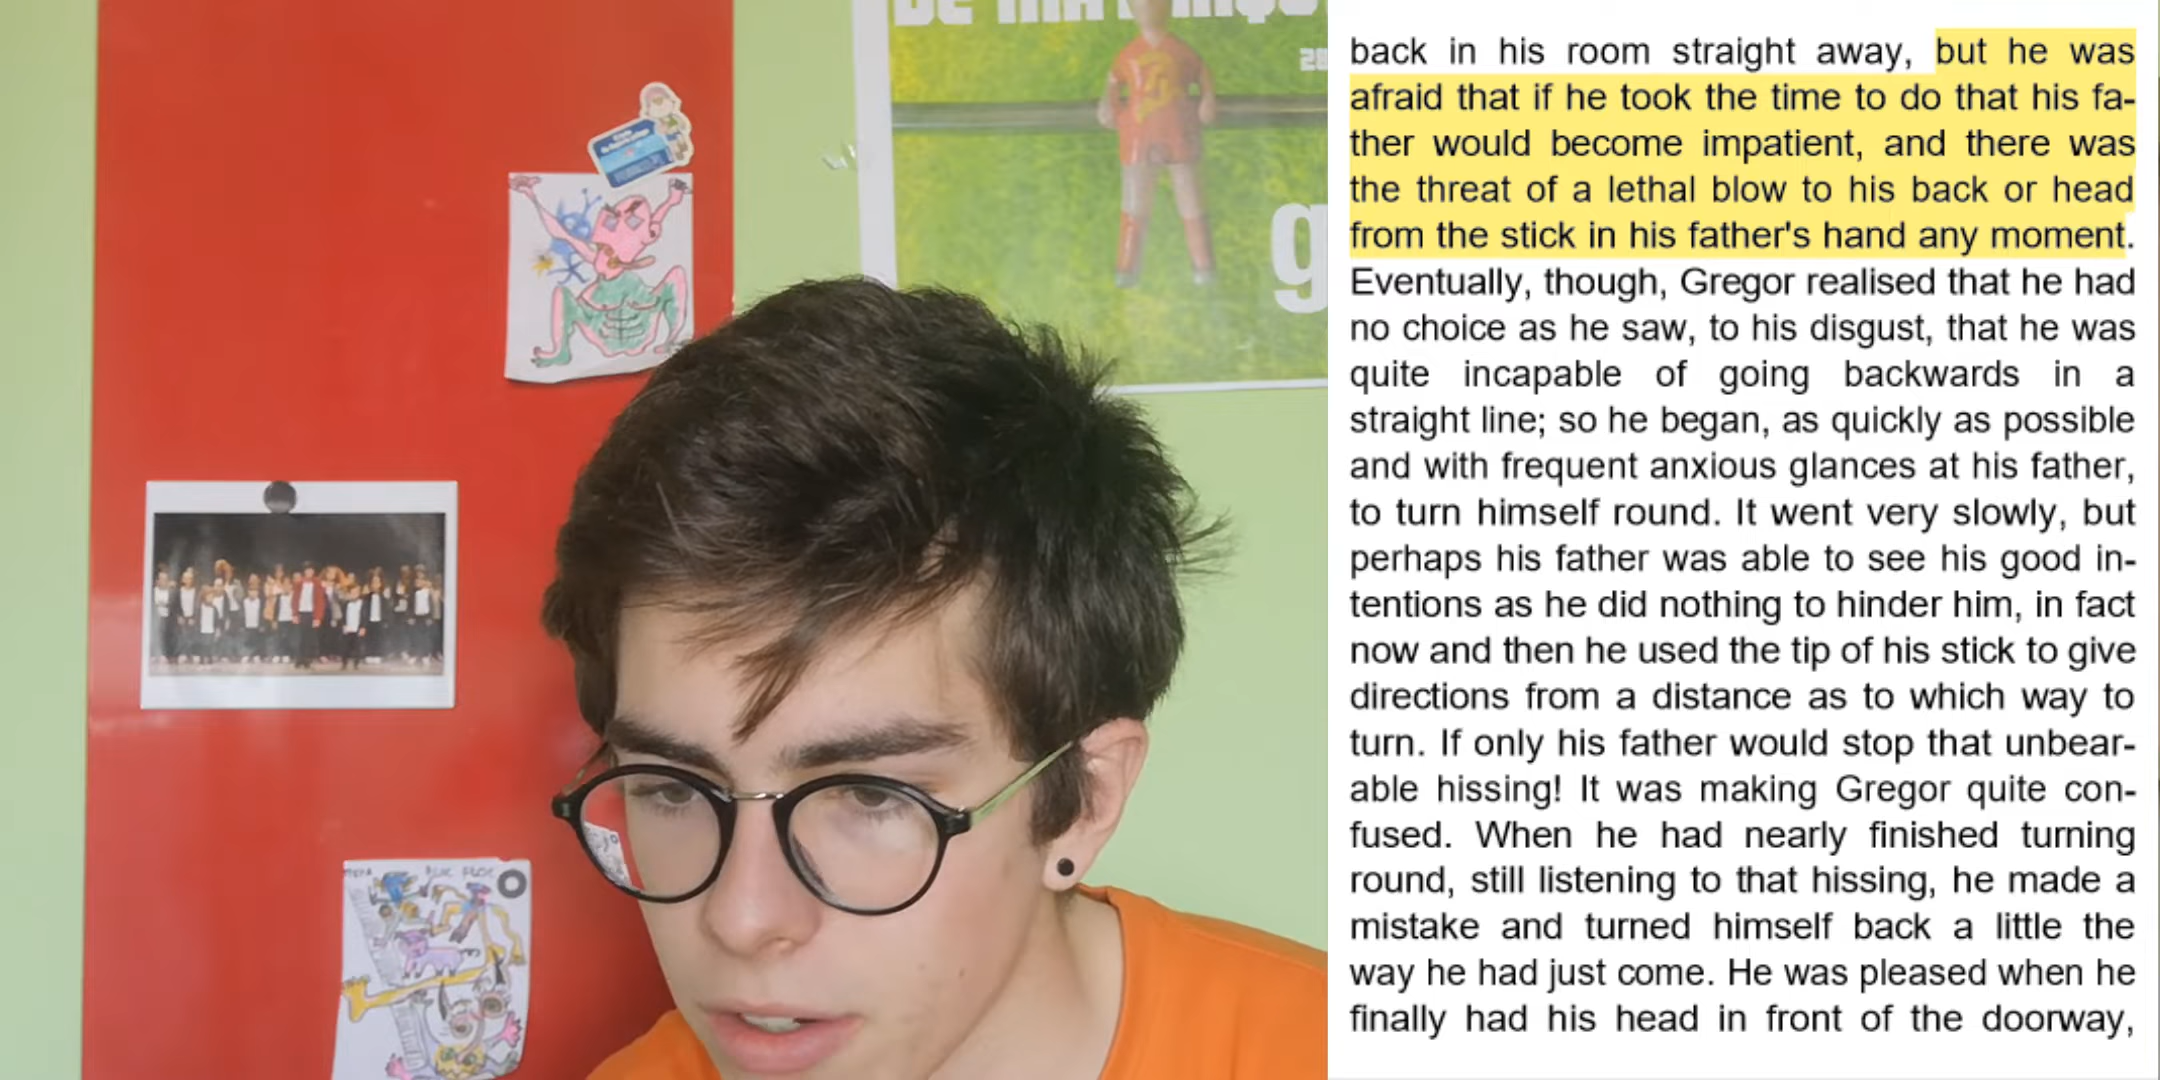 28
g
back in his room straight away, but he was
afraid that if he took the time to do that his fa-
ther would become impatient, and there was
the threat of a lethal blow to his back or head
from the stick in his father's hand any moment.
Eventually, though, Gregor realised that he had
no choice as he saw, to his disgust, that he was
quite incapable of going backwards in a
straight line; so he began, as quickly as possible
and with frequent anxious glances at his father,
to turn himself round. It went very slowly, but
perhaps his father was able to see his good in-
tentions as he did nothing to hinder him, in fact
now and then he used the tip of his stick to give
directions from a distance as to which way to
turn. If only his father would stop that unbear-
able hissing! It was making Gregor quite con-
fused. When he had nearly finished turning
round, still listening to that hissing, he made a
mistake and turned himself back a little the
way he had just come. He was pleased when he
finally had his head in front of the doorway,